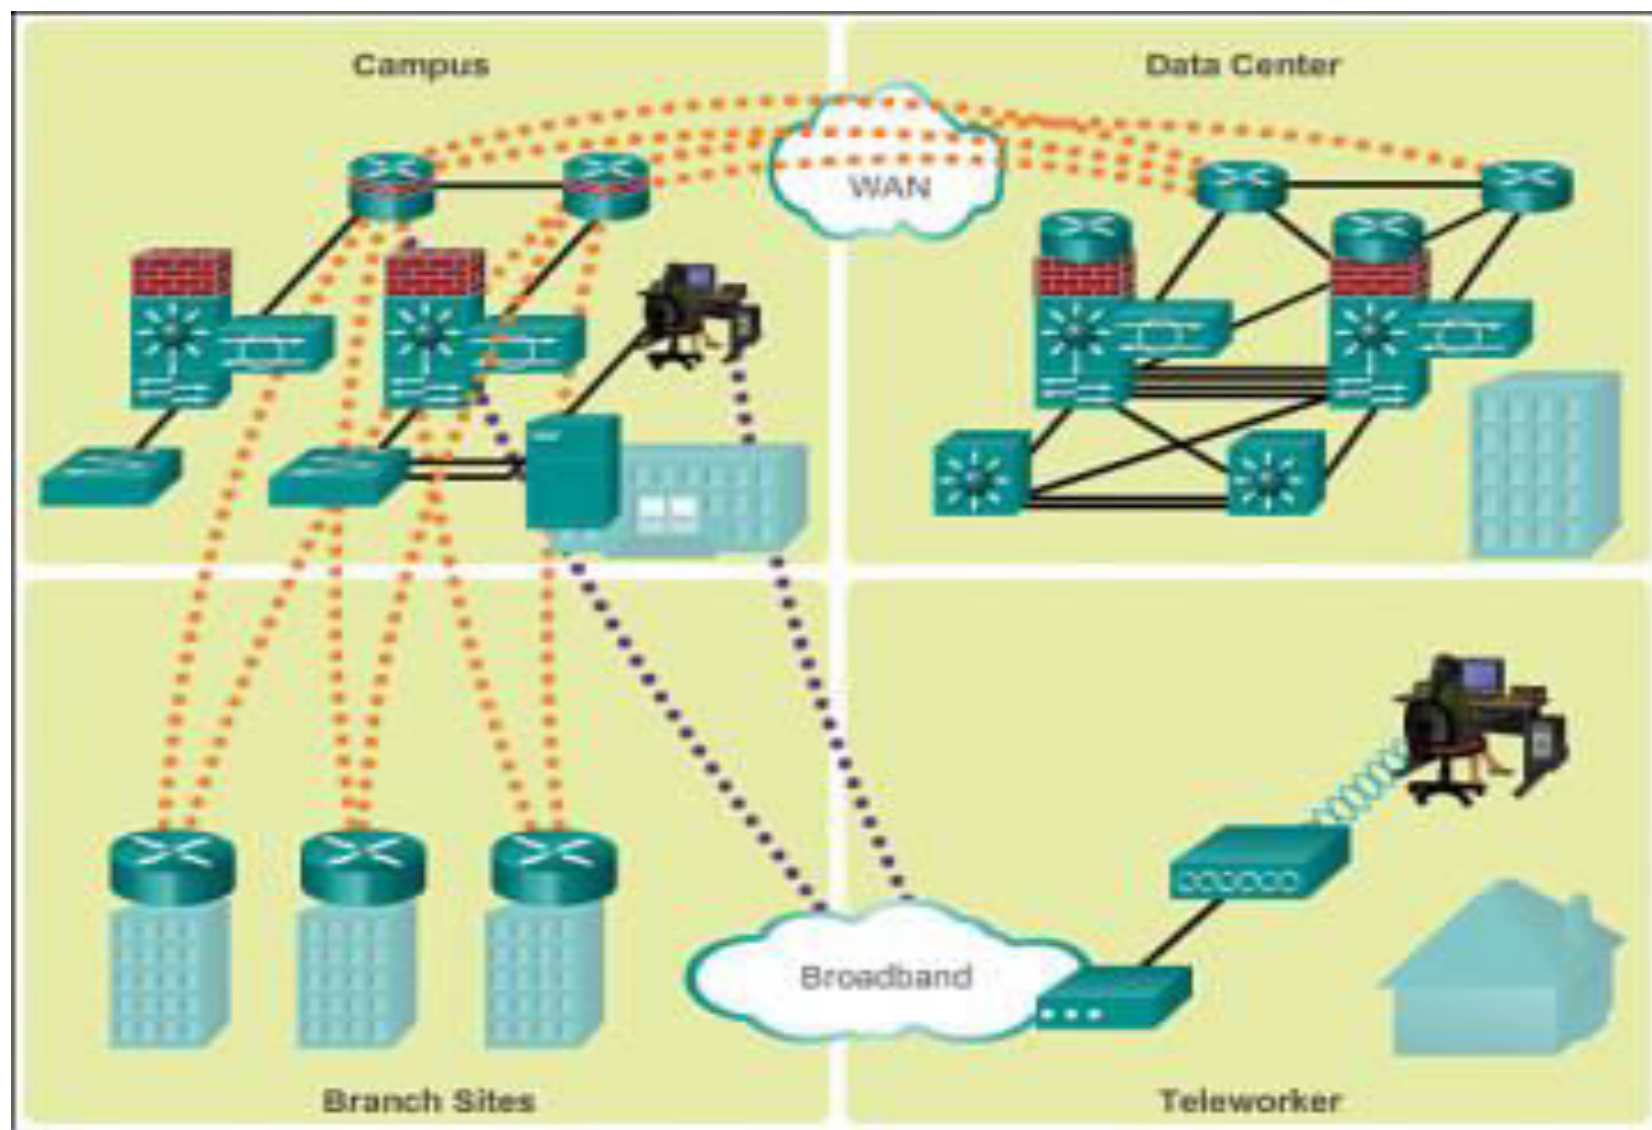 Campus
Data Center
WAN
Broadband
Branch Sites
Teleworker